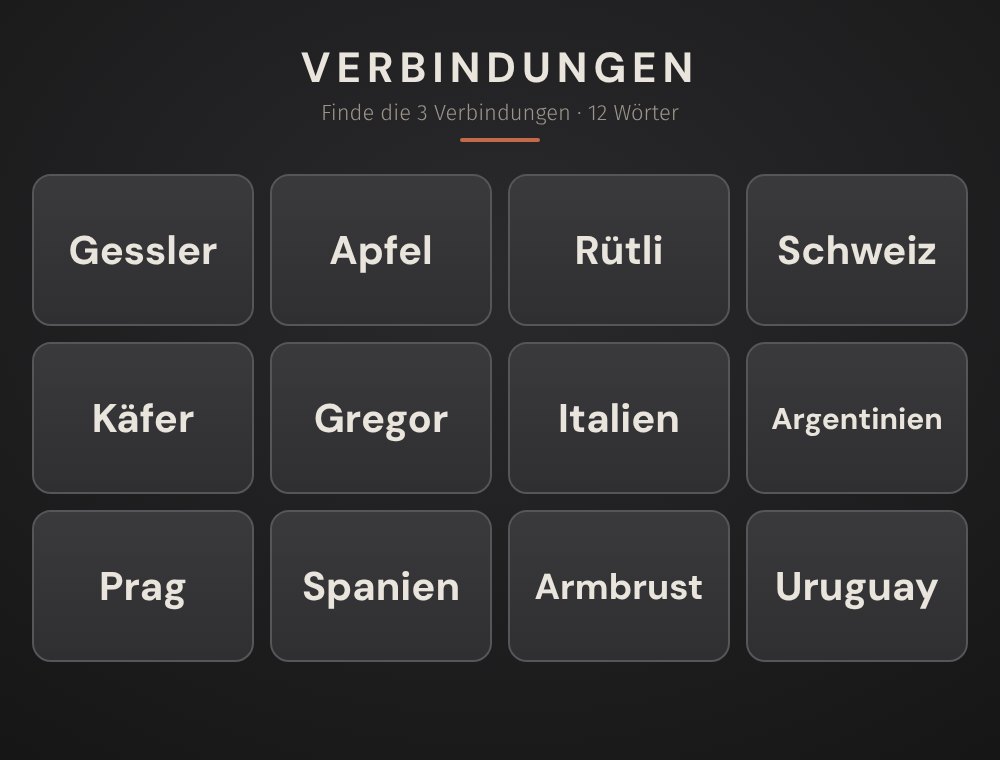 VERBINDUNGEN
Finde die 3 Verbindungen · 12 Wörter
Gessler Apfel Rütli Schweiz
Käfer Gregor Italien Argentinien
Prag Spanien Armbrust Uruguay